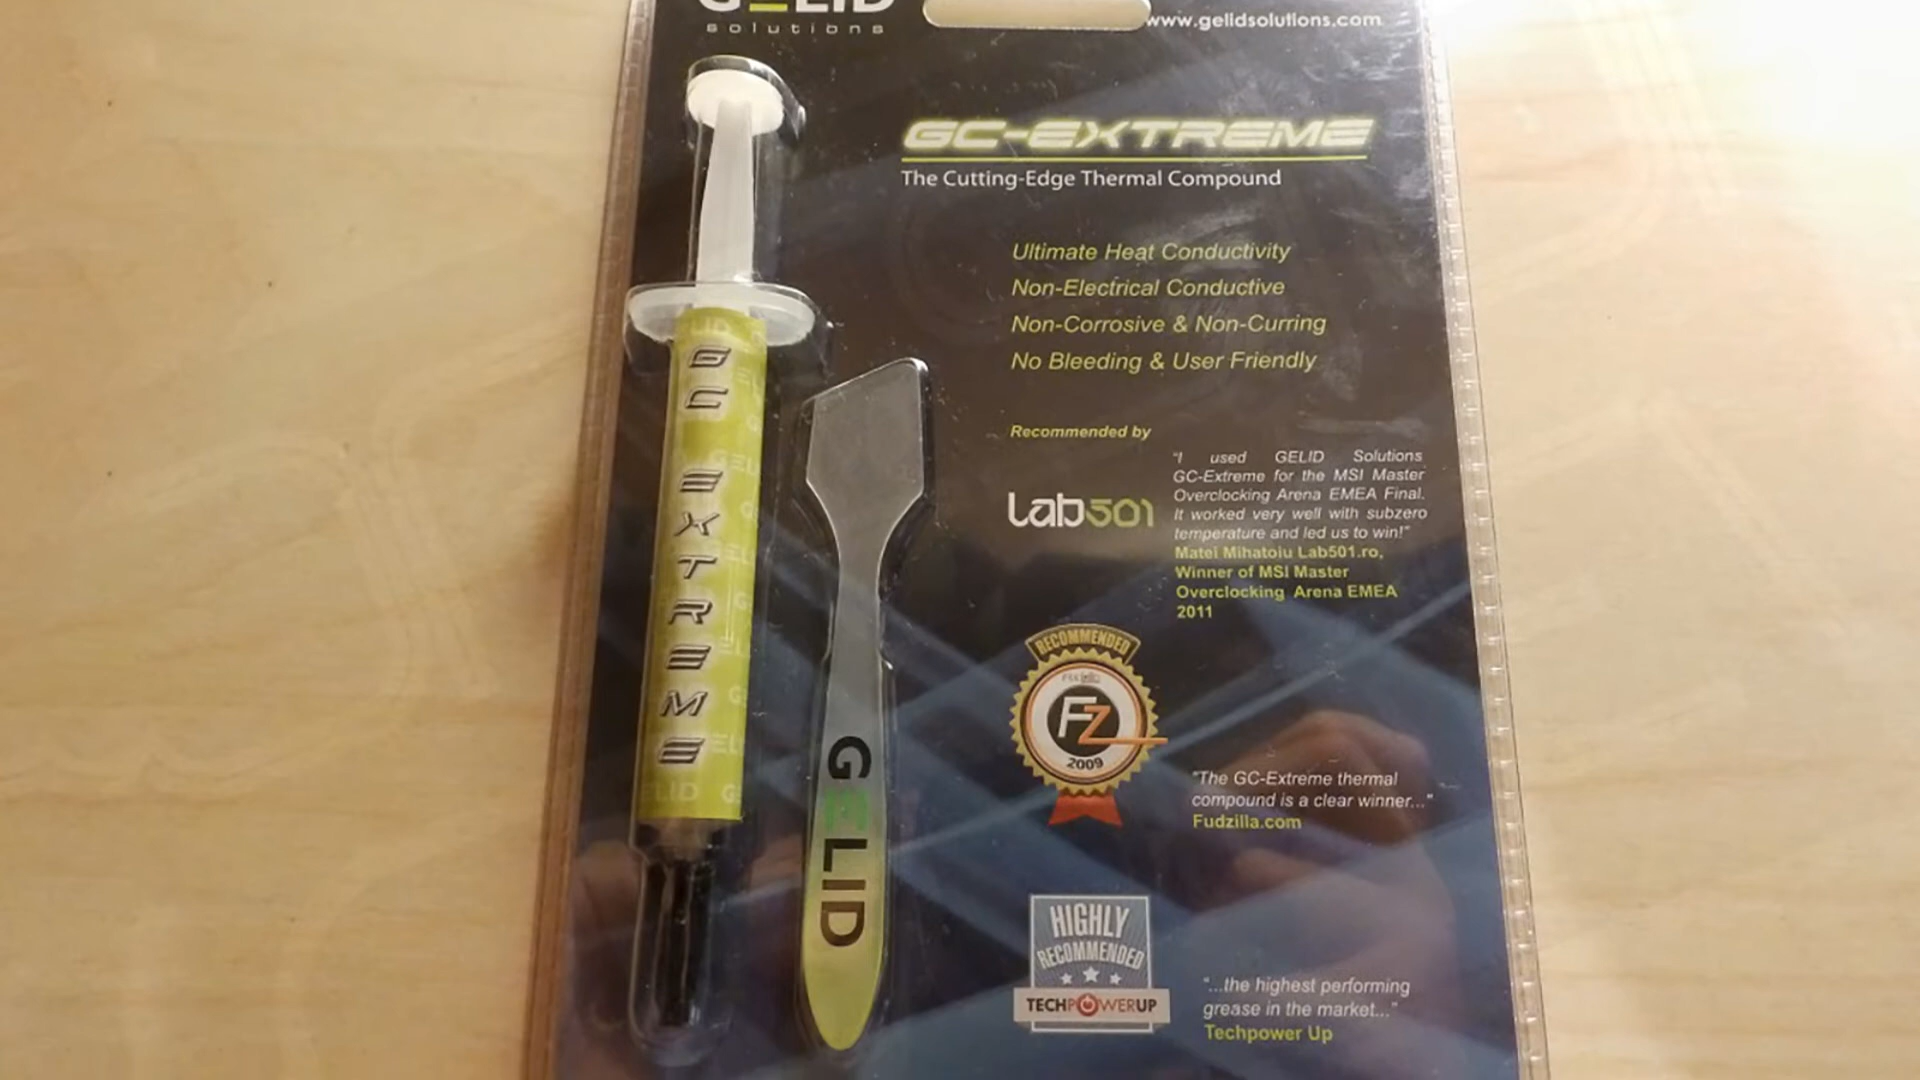 GELID
solutions
www.gelidsolutions.com
GC-EXTREME
The Cutting-Edge Thermal Compound
Ultimate Heat Conductivity
Non-Electrical Conductive
Non-Corrosive & Non-Curring
No Bleeding & User Friendly
Recommended by
Lab501
"I used GELID Solutions
GC-Extreme for the MSI Master
Overclocking Arena EMEA Final.
It worked very well with subzero
temperature and led us to win!"
Matei Mihatoiu Lab501.ro,
Winner of MSI Master
Overclocking Arena EMEA
2011
RECOMMENDED
FZ
2009
"The GC-Extreme thermal
compound is a clear winner..."
Fudzilla.com
HIGHLY
RECOMMENDED
TECHPOWERUP
"...the highest performing
grease in the market..."
Techpower Up
GC EXTREME
GELID